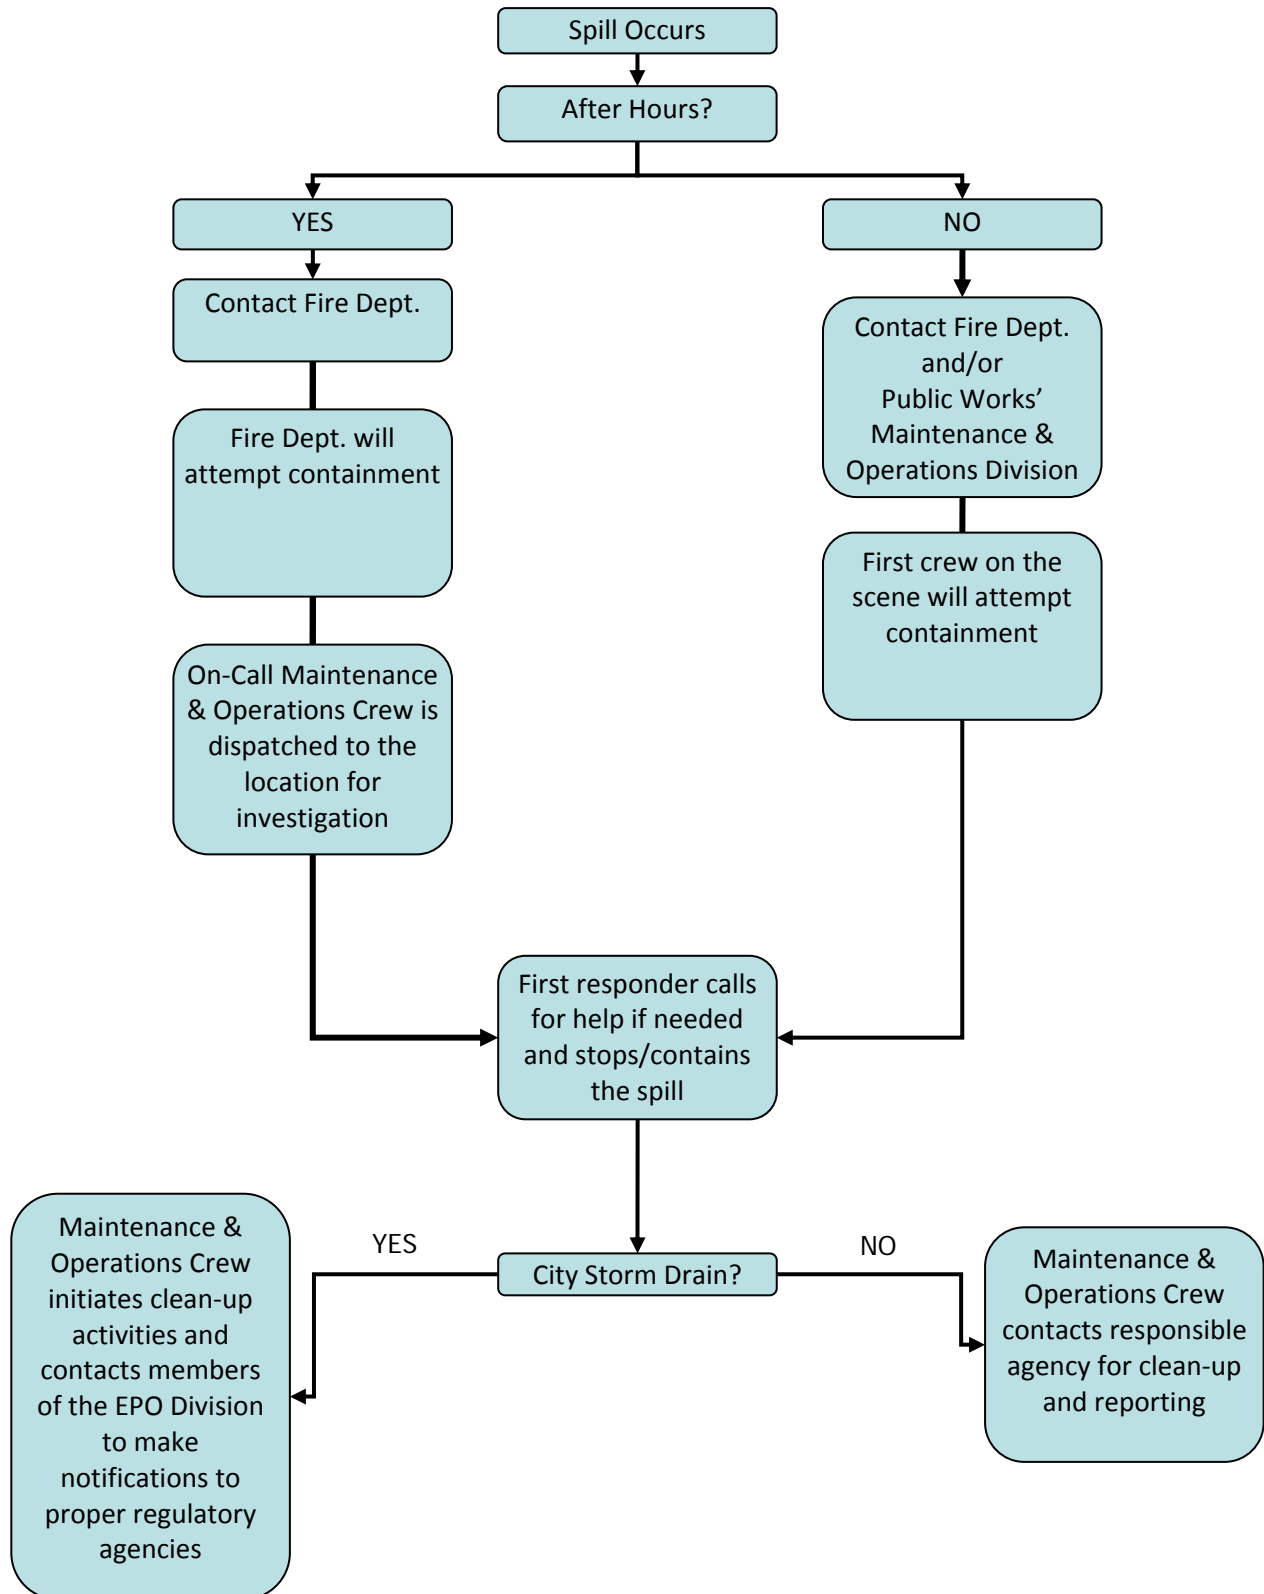 Spill Occurs
After Hours?
YES
NO
Contact Fire Dept.
Contact Fire Dept.
and/or
Public Works’
Maintenance &
Operations Division
Fire Dept. will
attempt containment
First crew on the
scene will attempt
containment
On-Call Maintenance
& Operations Crew is
dispatched to the
location for
investigation
First responder calls
for help if needed
and stops/contains
the spill
City Storm Drain?
YES
NO
Maintenance &
Operations Crew
initiates clean-up
activities and
contacts members
of the EPO Division
to make
notifications to
proper regulatory
agencies
Maintenance &
Operations Crew
contacts responsible
agency for clean-up
and reporting